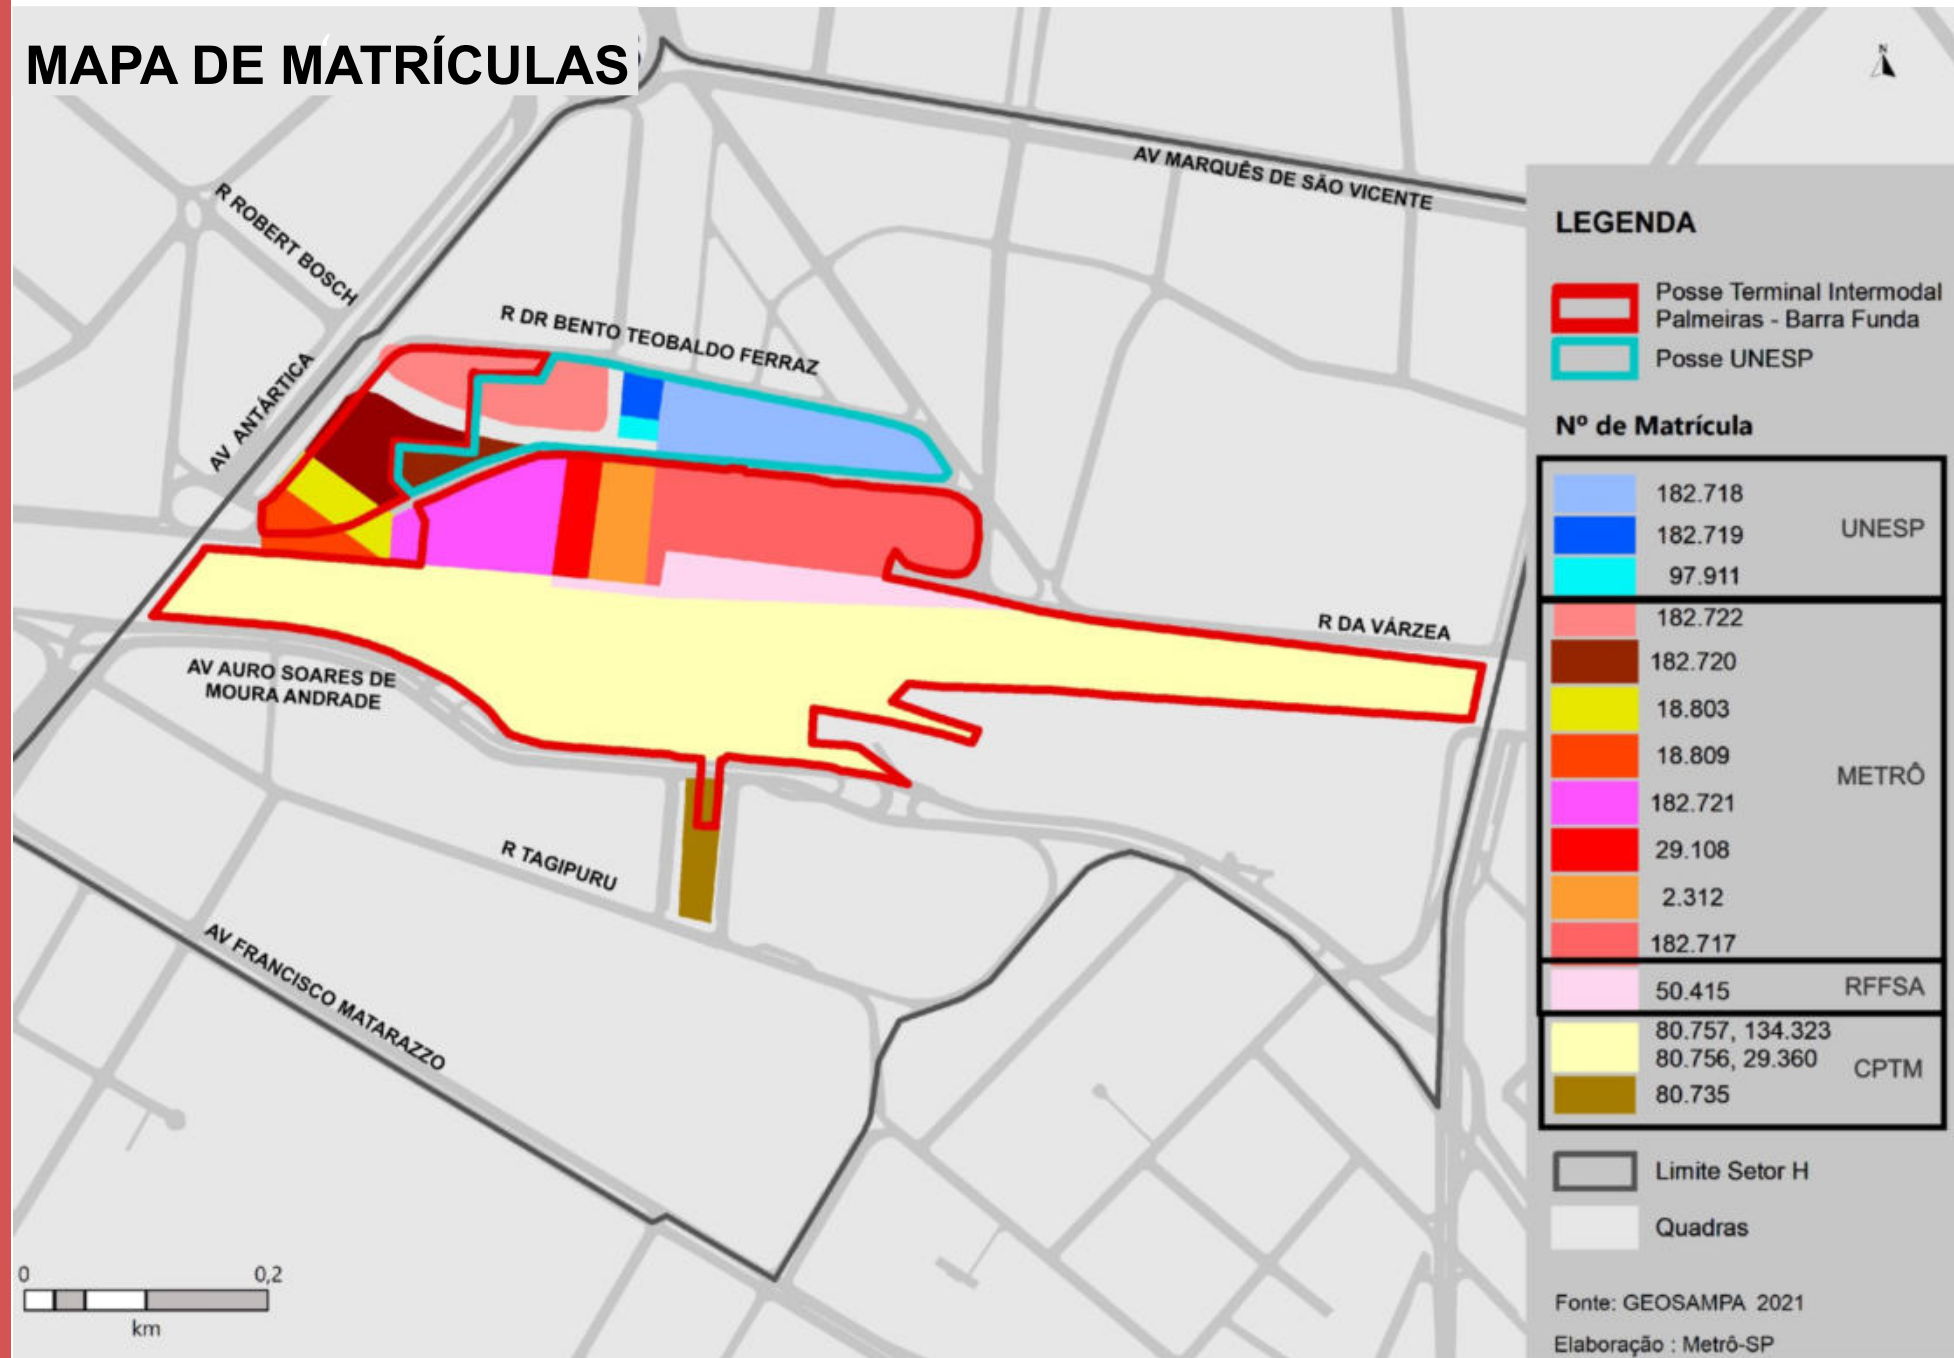 MAPA DE MATRÍCULAS
N
AV MARQUÊS DE SÃO VICENTE
R ROBERT BOSCH
R DR BENTO TEOBALDO FERRAZ
AV ANTÁRTICA
R DA VÁRZEA
AV AURO SOARES DE
MOURA ANDRADE
R TAGIPURU
AV FRANCISCO MATARAZZO
0 0,2
km
LEGENDA
Posse Terminal Intermodal
Palmeiras - Barra Funda
Posse UNESP
Nº de Matrícula
182.718
182.719 UNESP
97.911
182.722
182.720
18.803
18.809
METRÔ
182.721
29.108
2.312
182.717
50.415 RFFSA
80.757, 134.323
80.756, 29.360 CPTM
80.735
Limite Setor H
Quadras
Fonte: GEOSAMPA 2021
Elaboração : Metrô-SP